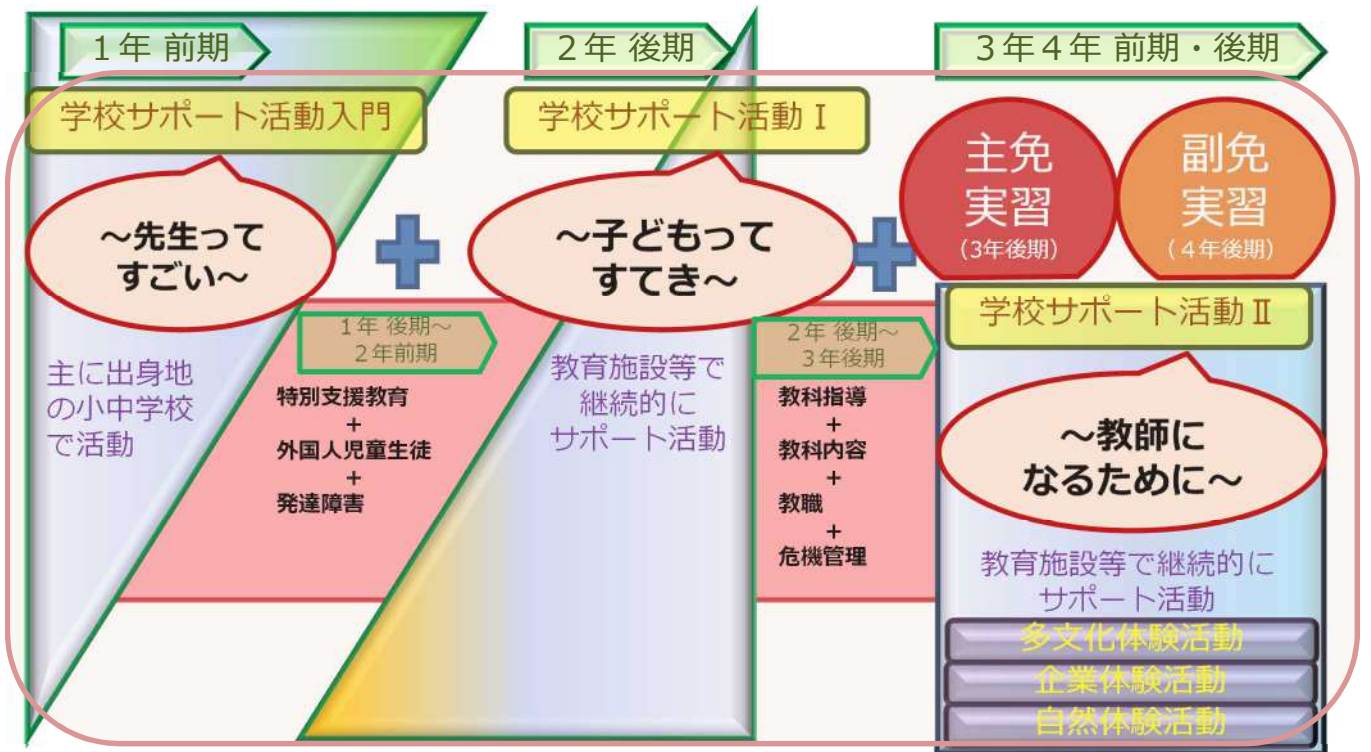 1年 前期
学校サポート活動入門
～先生って
すごい～
主に出身地
の小中学校
で活動
1年 後期～
2年前期
特別支援教育
+
外国人児童生徒
+
発達障害
2年 後期
学校サポート活動Ⅰ
～子どもって
すてき～
教育施設等で
継続的に
サポート活動
2年 後期～
3年後期
教科指導
+
教科内容
+
教職
+
危機管理
3年4年 前期・後期
主免
実習
(3年後期)
副免
実習
(4年後期)
学校サポート活動Ⅱ
～教師に
なるために～
教育施設等で継続的に
サポート活動
多文化体験活動
企業体験活動
自然体験活動